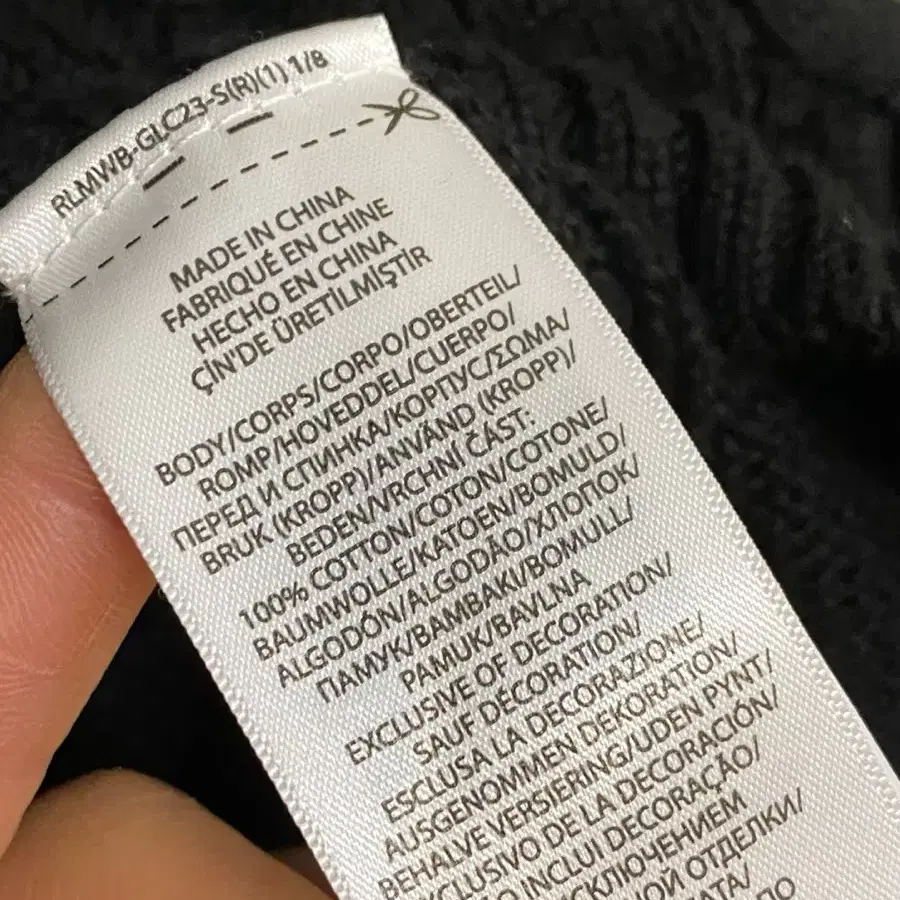 RLMWB-GLC23-S(R)(1) 1/8
MADE IN CHINA
FABRIQUÉ EN CHINE
HECHO EN CHINA
ÇİN'DE ÜRETİLMİŞTİR
BODY/CORPS/CORPO/OBERTEIL/
ROMP/HOVEDDEL/CUERPO/
ПЕРЕД И СПИНКА/КОРПУС/ΣΩΜΑ/
BRUK (KROPP)/ANVÄND (KROPP)/
BEDEN/VRCHNÍ ČÁST:
100% COTTON/COTON/COTONE/
BAUMWOLLE/KATOEN/BOMULD/
ALGODÓN/ALGODÃO/ХЛОПОК/
ПАМУК/ΒΑΜΒΑΚΙ/BOMULL/
PAMUK/BAVLNA
EXCLUSIVE OF DECORATION/
SAUF DÉCORATION/
ESCLUSA LA DECORAZIONE/
AUSGENOMMEN DEKORATION/
BEHALVE VERSIERING/UDEN PYNT/
EXCLUSIVO DE LA DECORACIÓN/
INCLUI DECORAÇÃO/
ИСКЛЮЧЕНИЕМ
ОТДЕЛКИ/